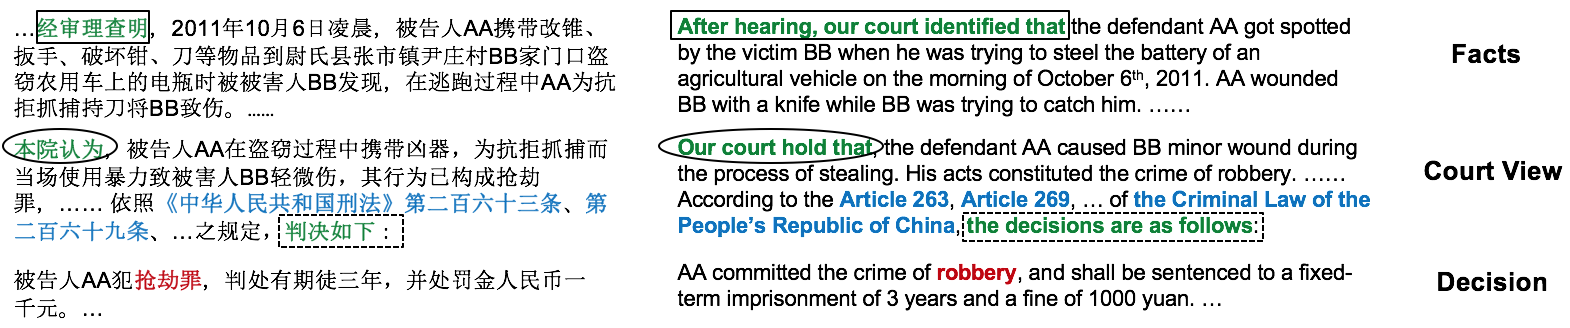 …经审理查明，2011年10月6日凌晨，被告人AA携带改锥、
扳手、破坏钳、刀等物品到尉氏县张市镇尹庄村BB家门口盗
窃农用车上的电瓶时被被害人BB发现，在逃跑过程中AA为抗
拒抓捕持刀将BB致伤。……
本院认为，被告人AA在盗窃过程中携带凶器，为抗拒抓捕而
当场使用暴力致被害人BB轻微伤，其行为已构成抢劫
罪，…… 依照《中华人民共和国刑法》第二百六十三条、第
二百六十九条、…之规定，判决如下：
被告人AA犯抢劫罪，判处有期徒三年，并处罚金人民币一
千元。…
After hearing, our court identified that the defendant AA got spotted
by the victim BB when he was trying to steel the battery of an
agricultural vehicle on the morning of October 6th, 2011. AA wounded
BB with a knife while BB was trying to catch him. ……
Our court hold that, the defendant AA caused BB minor wound during
the process of stealing. His acts constituted the crime of robbery. ……
According to the Article 263, Article 269, … of the Criminal Law of the
People's Republic of China, the decisions are as follows:
AA committed the crime of robbery, and shall be sentenced to a fixed-
term imprisonment of 3 years and a fine of 1000 yuan. …
Facts
Court View
Decision